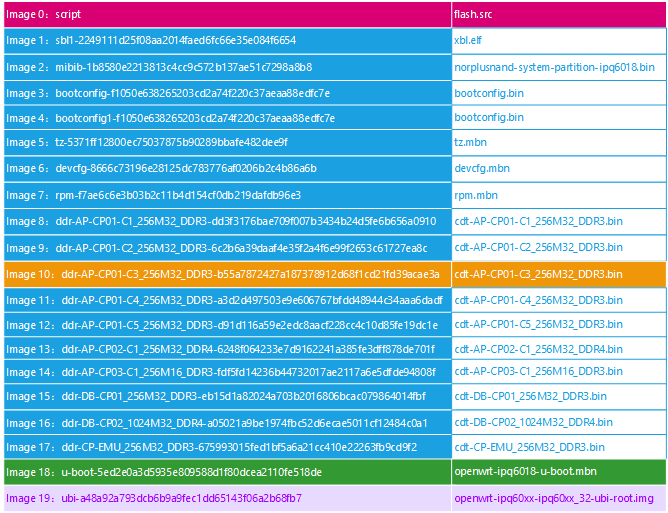 Image 0： script flash.src
Image 1： sbl1-2249111d25f08aa2014faed6fc66e35e084f6654 xbl.elf
Image 2： mibib-1b8580e2213813c4cc9c572b137ae51c7298a8b8 norplusnand-system-partition-ipq6018.bin
Image 3： bootconfig-f1050e638265203cd2a74f220c37aeaa88edfc7e bootconfig.bin
Image 4： bootconfig1-f1050e638265203cd2a74f220c37aeaa88edfc7e bootconfig.bin
Image 5： tz-5371ff12800ec75037875b90289bbafe482dee9f tz.mbn
Image 6： devcfg-8666c73196e28125dc783776af0206b2c4b86a6b devcfg.mbn
Image 7： rpm-f7ae6c6e3b03b2c11b4d154cf0db219dafdb96e3 rpm.mbn
Image 8： ddr-AP-CP01-C1_256M32_DDR3-dd3f3176bae709f007b3434b24d5fe6b656a0910 cdt-AP-CP01-C1_256M32_DDR3.bin
Image 9： ddr-AP-CP01-C2_256M32_DDR3-6c2b6a39daaf4e35f2a4f6e99f2653c61727ea8c cdt-AP-CP01-C2_256M32_DDR3.bin
Image 10： ddr-AP-CP01-C3_256M32_DDR3-b55a7872427a187378912d68f1cd21fd39acae3a cdt-AP-CP01-C3_256M32_DDR3.bin
Image 11： ddr-AP-CP01-C4_256M32_DDR3-a3d2d497503e9e606767bfdd48944c34aaa6dadf cdt-AP-CP01-C4_256M32_DDR3.bin
Image 12： ddr-AP-CP01-C5_256M32_DDR3-d91d116a59e2edc8aacf228cc4c10d85fe19dc1e cdt-AP-CP01-C5_256M32_DDR3.bin
Image 13： ddr-AP-CP02-C1_256M32_DDR4-6248f064233e7d9162241a385fe3dff878de701f cdt-AP-CP02-C1_256M32_DDR4.bin
Image 14： ddr-AP-CP03-C1_256M16_DDR3-fdf5fd14236b44732017ae2117a6e5dfde94808f cdt-AP-CP03-C1_256M16_DDR3.bin
Image 15： ddr-DB-CP01_256M32_DDR3-eb15d1a82024a703b2016806bcac079864014fbf cdt-DB-CP01_256M32_DDR3.bin
Image 16： ddr-DB-CP02_1024M32_DDR4-a05021a9be1974fbc52d6ecae5011cf12484c0a1 cdt-DB-CP02_1024M32_DDR4.bin
Image 17： ddr-CP-EMU_256M32_DDR3-675993015fed1bf5a6a21cc410e22263fb9cd9f2 cdt-CP-EMU_256M32_DDR3.bin
Image 18： u-boot-5ed2e0a3d5935e809588d1f80dcea2110fe518de openwrt-ipq6018-u-boot.mbn
Image 19： ubi-a48a92a793dcb6b9a9fec1dd65143f06a2b68fb7 openwrt-ipq60xx-ipq60xx_32-ubi-root.img